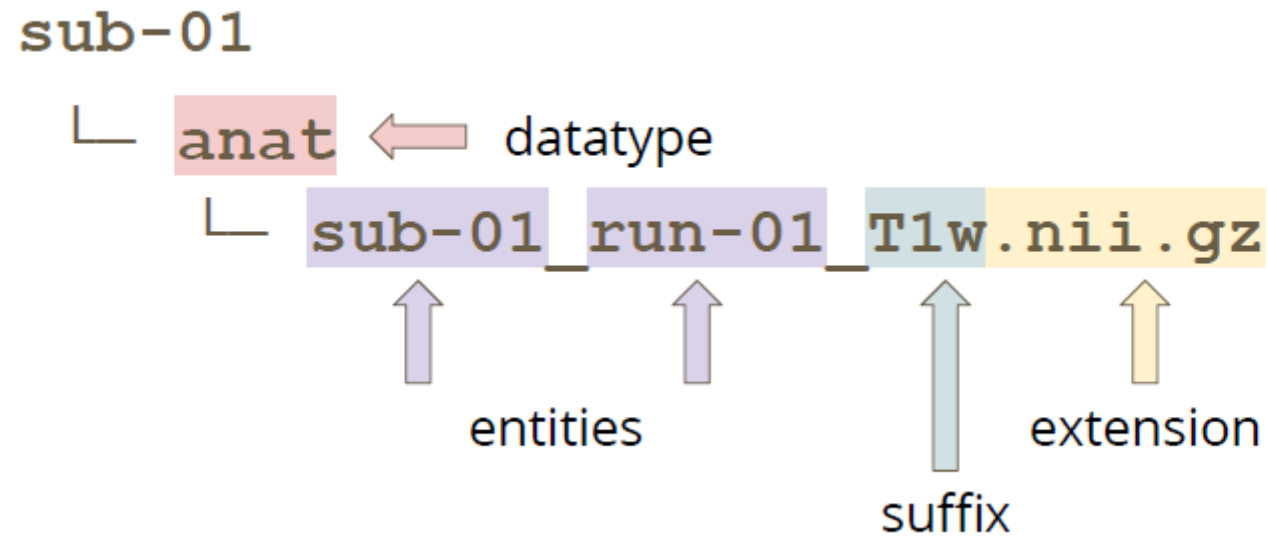 sub-01
└─ anat datatype
└─ sub-01_run-01_T1w.nii.gz
entities extension
suffix